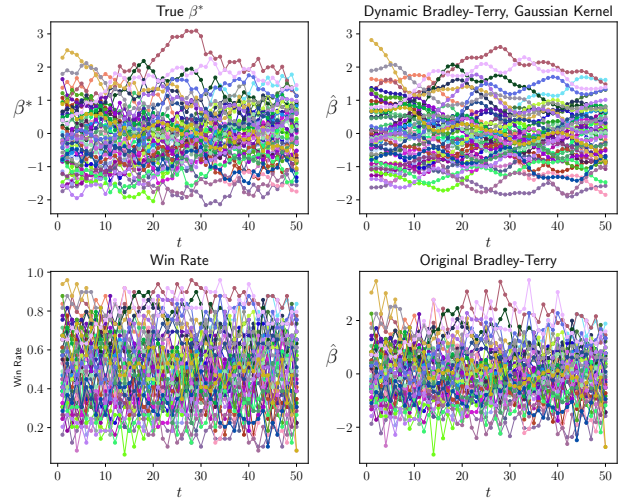 True β*
3
2
1
0
−1
−2
β*
0 10 20 30 40 50
t
Dynamic Bradley-Terry, Gaussian Kernel
3
2
1
0
−1
−2
β̂
0 10 20 30 40 50
t
Win Rate
1.0
0.8
0.6
0.4
0.2
Win Rate
0 10 20 30 40 50
t
Original Bradley-Terry
2
0
−2
β̂
0 10 20 30 40 50
t